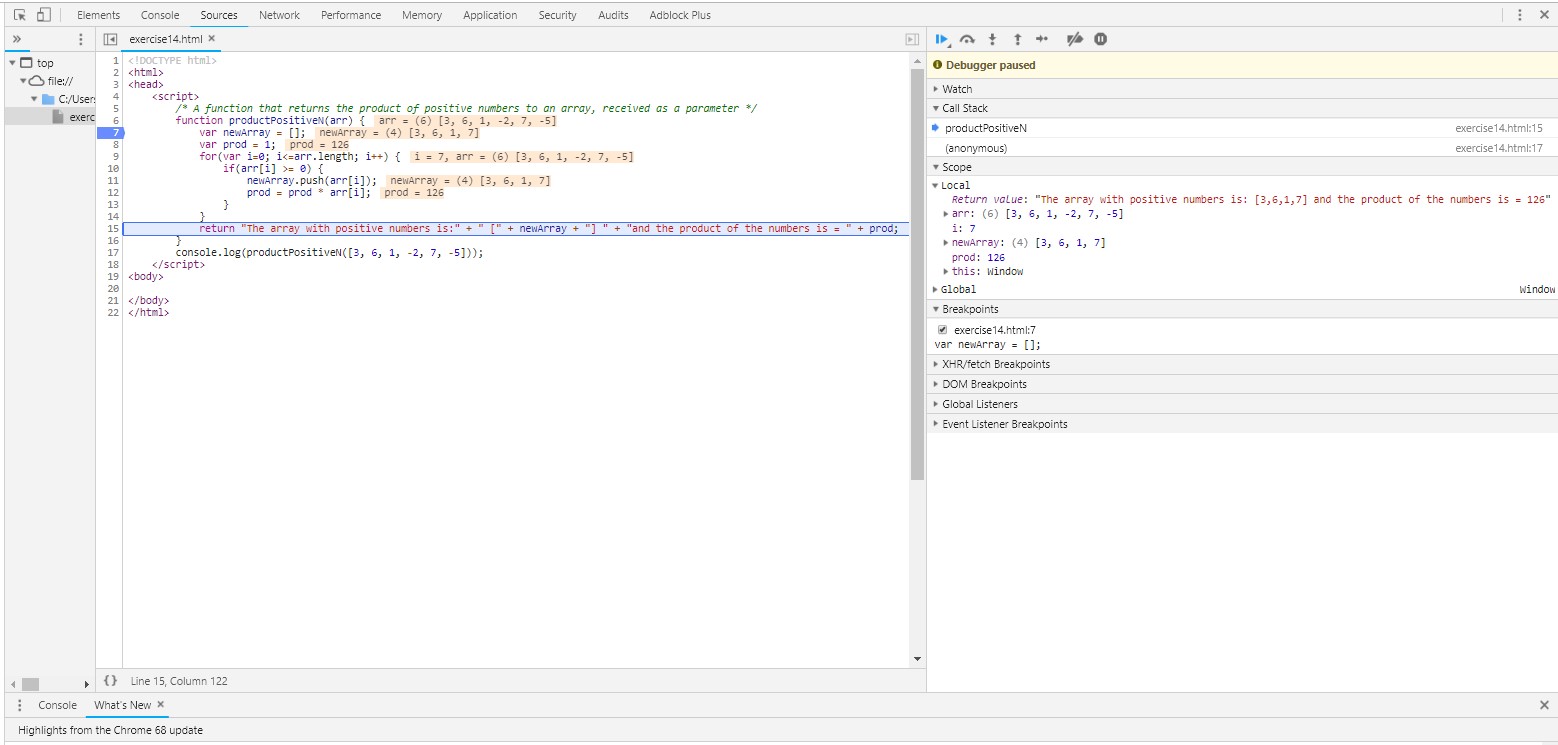 Elements Console Sources Network Performance Memory Application Security Audits Adblock Plus
exercise14.html
top
file://
C:/Users
exerc
1 <!DOCTYPE html>
2 <html>
3 <head>
4 <script>
5 /* A function that returns the product of positive numbers to an array, received as a parameter */
6 function productPositiveN(arr) { arr = (6) [3, 6, 1, -2, 7, -5]
7 var newArray = []; newArray = (4) [3, 6, 1, 7]
8 var prod = 1; prod = 126
9 for(var i=0; i<=arr.length; i++) { i = 7, arr = (6) [3, 6, 1, -2, 7, -5]
10 if(arr[i] >= 0) {
11 newArray.push(arr[i]); newArray = (4) [3, 6, 1, 7]
12 prod = prod * arr[i]; prod = 126
13 }
14 }
15 return "The array with positive numbers is:" + " [" + newArray + "] " + "and the product of the numbers is = " + prod;
16 }
17 console.log(productPositiveN([3, 6, 1, -2, 7, -5]));
18 </script>
19 <body>
20
21 </body>
22 </html>
{} Line 15, Column 122
Debugger paused
Watch
Call Stack
productPositiveN exercise14.html:15
(anonymous) exercise14.html:17
Scope
Local
Return value: "The array with positive numbers is: [3,6,1,7] and the product of the numbers is = 126"
arr: (6) [3, 6, 1, -2, 7, -5]
i: 7
newArray: (4) [3, 6, 1, 7]
prod: 126
this: Window
Global Window
Breakpoints
exercise14.html:7
var newArray = [];
XHR/fetch Breakpoints
DOM Breakpoints
Global Listeners
Event Listener Breakpoints
Console What's New
Highlights from the Chrome 68 update